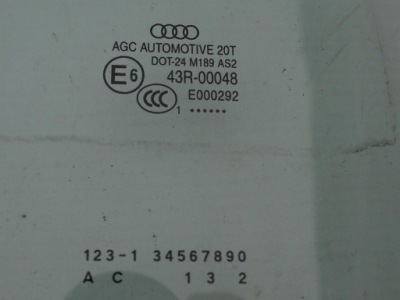 AGC AUTOMOTIVE 20T
DOT-24 M189 AS2
E6 43R-00048
CCC E000292
1 ......
123-1 34567890
A C 1 3 2